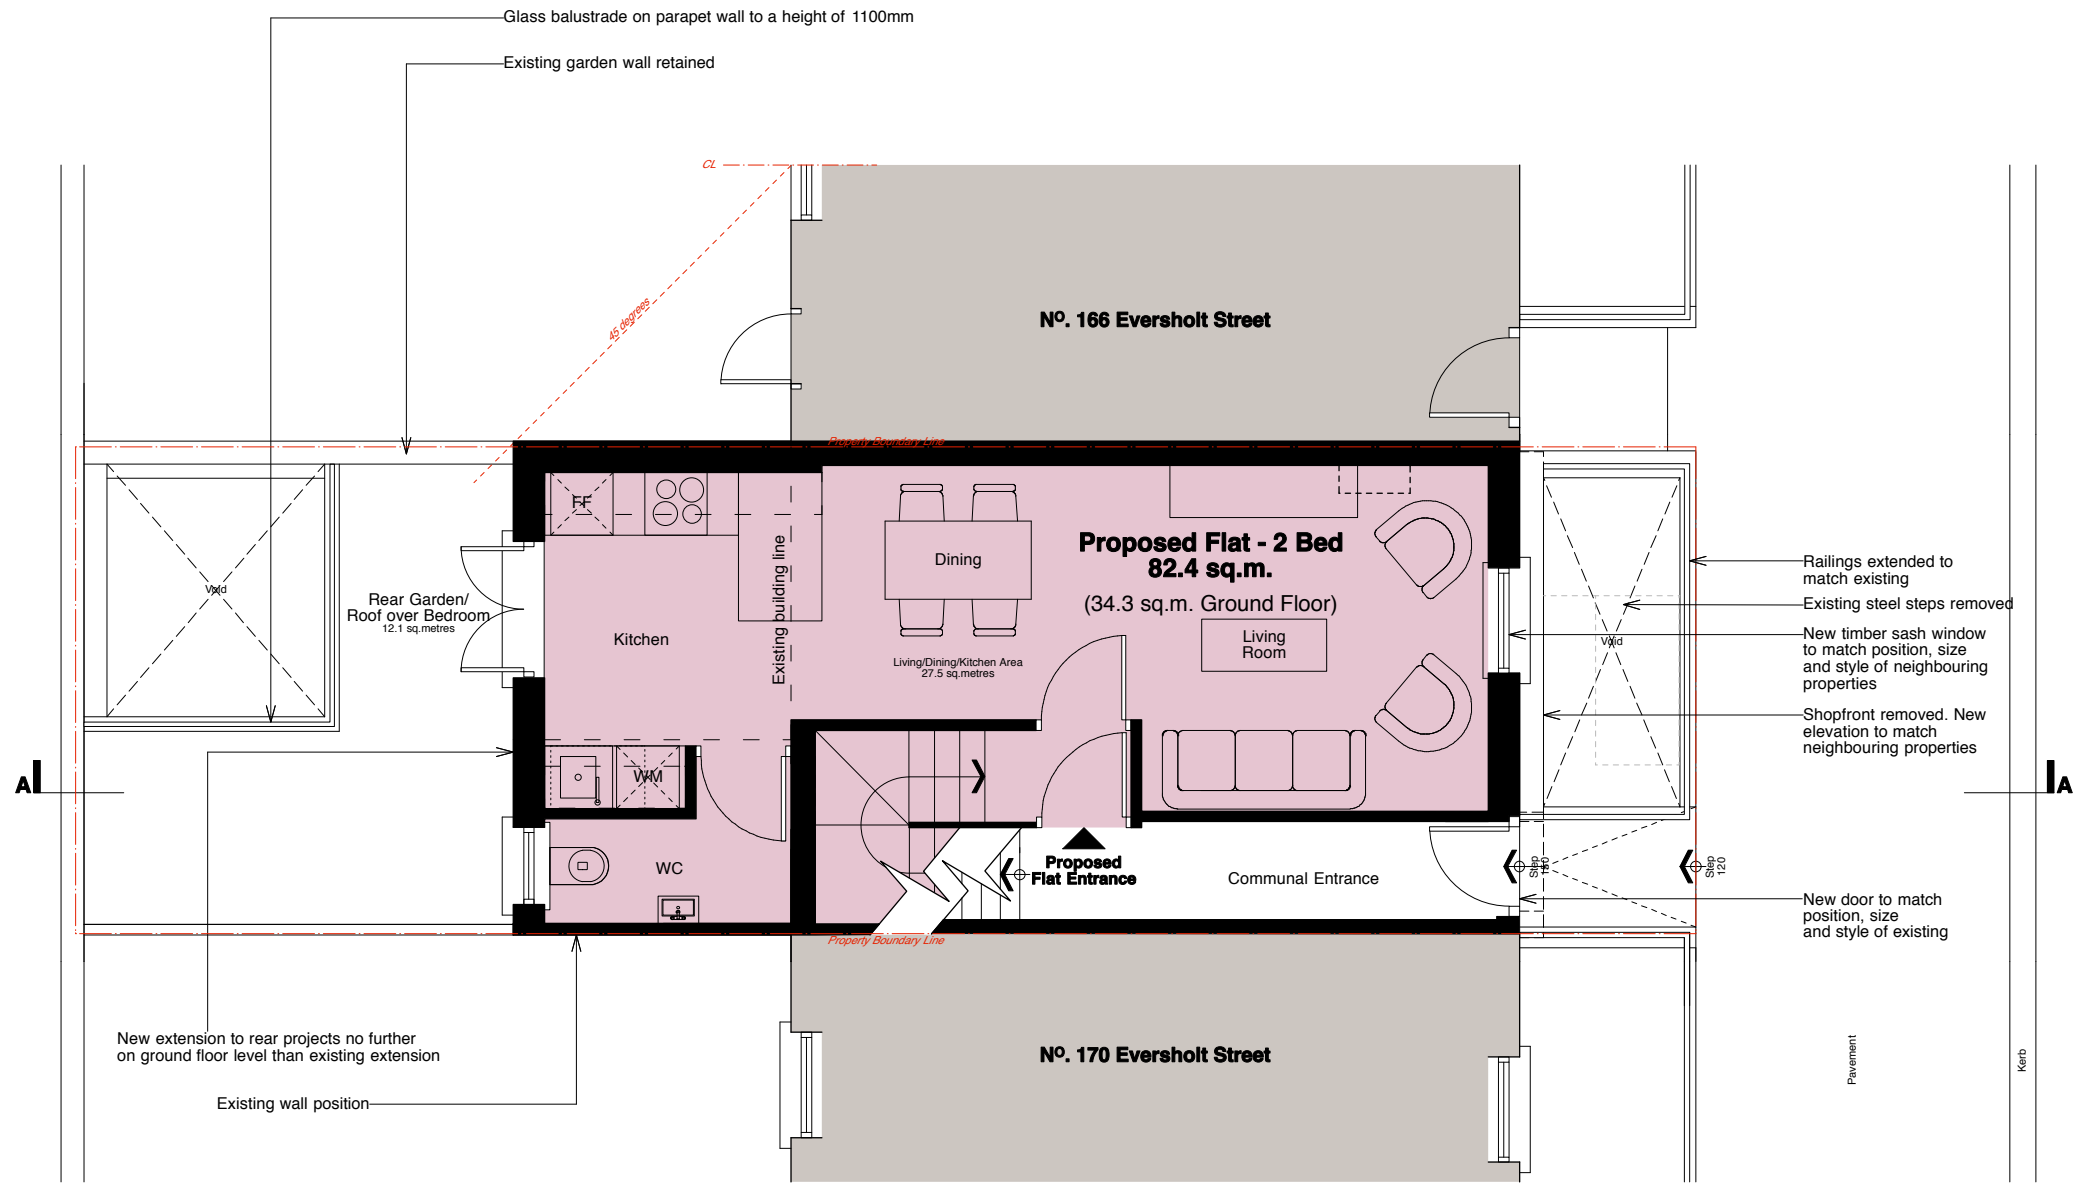 Glass balustrade on parapet wall to a height of 1100mm
Existing garden wall retained
CL
45 degrees
Nº. 166 Eversholt Street
Property Boundary Line
FF
Existing building line
Dining
Proposed Flat - 2 Bed
82.4 sq.m.
(34.3 sq.m. Ground Floor)
Void
Rear Garden/
Roof over Bedroom
12.1 sq.metres
Kitchen
Living
Room
Living/Dining/Kitchen Area
27.5 sq.metres
Void
Railings extended to
match existing
Existing steel steps removed
New timber sash window
to match position, size
and style of neighbouring
properties
Shopfront removed. New
elevation to match
neighbouring properties
A
WM
A
WC
Proposed
Flat Entrance
Communal Entrance
Step
Step
120
New door to match
position, size
and style of existing
Property Boundary Line
New extension to rear projects no further
on ground floor level than existing extension
Nº. 170 Eversholt Street
Existing wall position
Pavement
Kerb